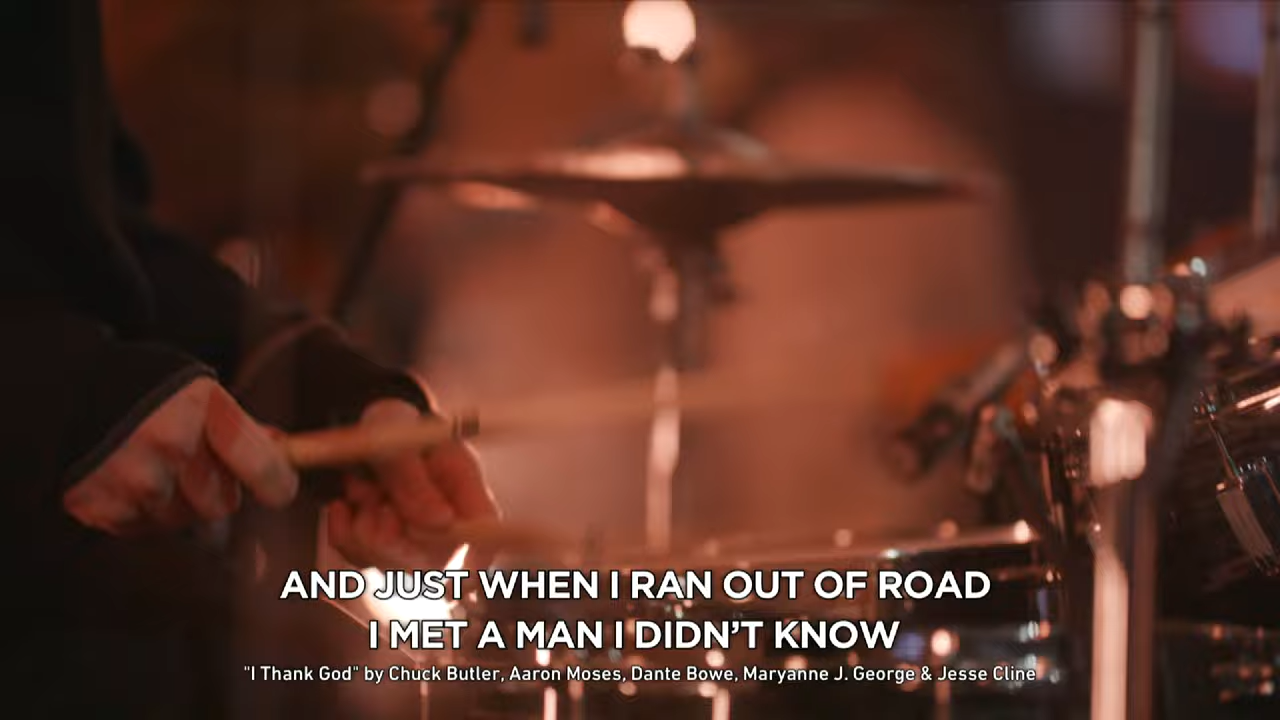 AND JUST WHEN I RAN OUT OF ROAD
I MET A MAN I DIDN’T KNOW
"I Thank God" by Chuck Butler, Aaron Moses, Dante Bowe, Maryanne J. George & Jesse Cline